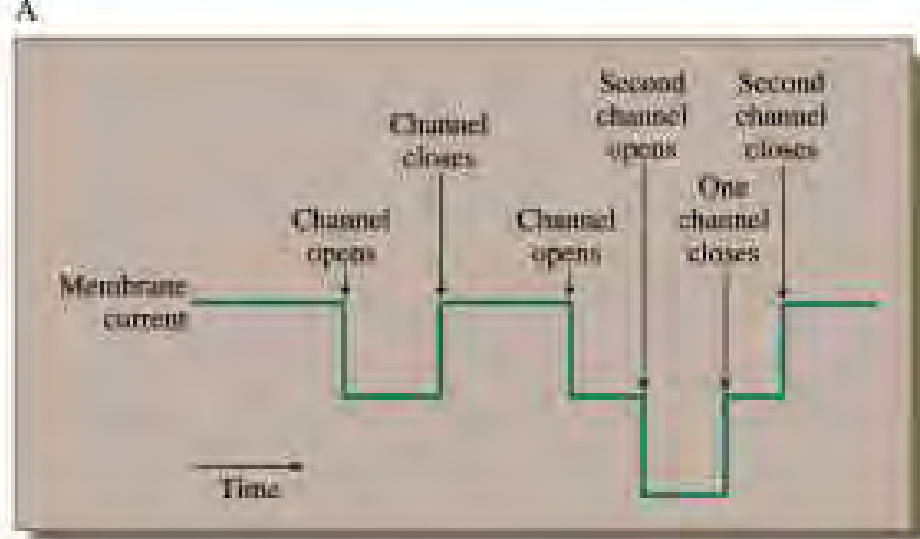 A
Second
channel
opens
Second
channel
closes
Channel
closes
One
channel
closes
Channel
opens
Channel
opens
Membrane
current
Time